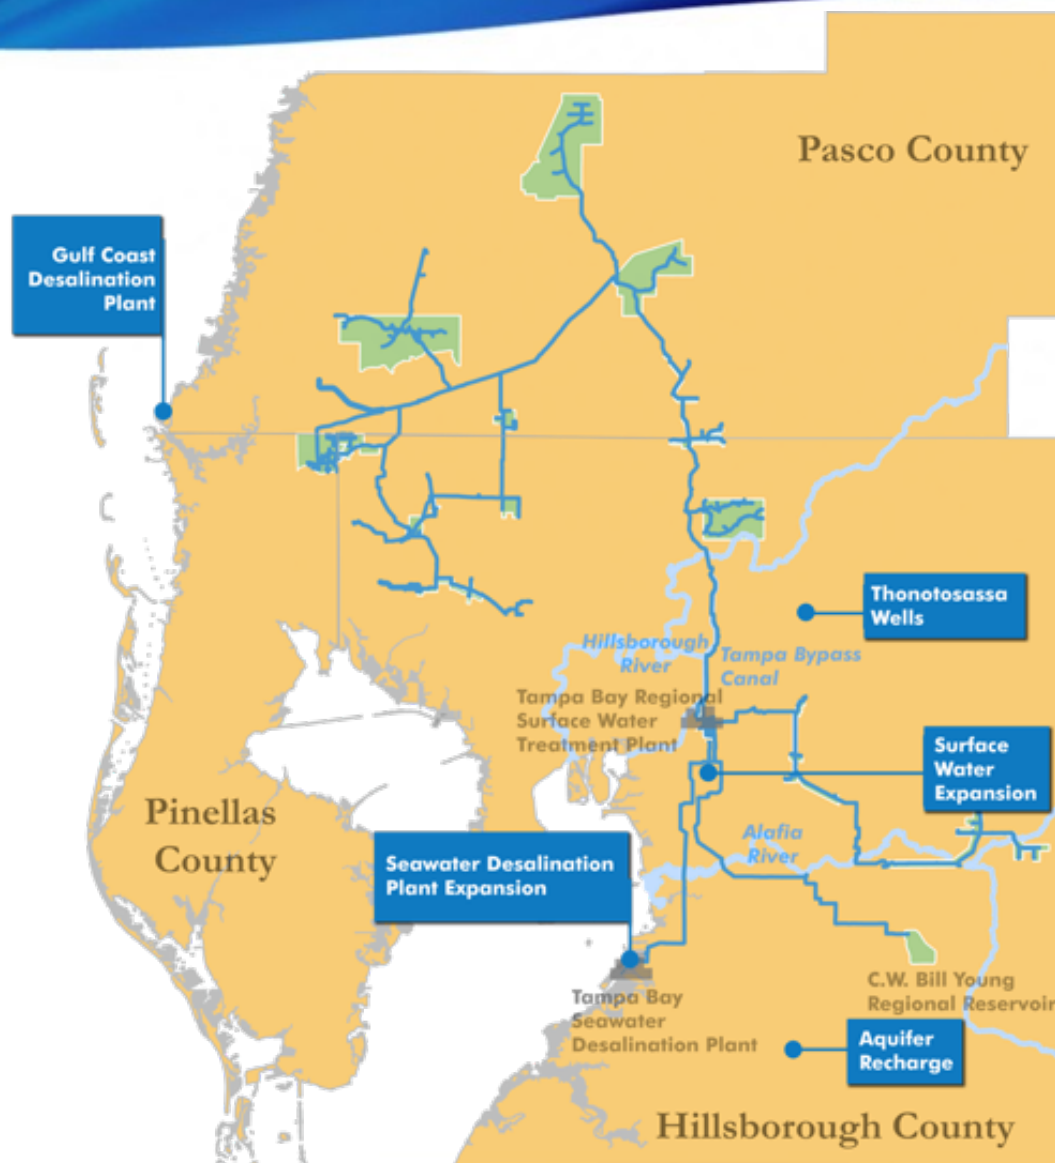 Pasco County
Gulf Coast
Desalination
Plant
Thonotosassa
Wells
Hillsborough
River
Tampa Bypass
Canal
Tampa Bay Regional
Surface Water
Treatment Plant
Surface
Water
Expansion
Pinellas
County
Alafia
River
Seawater Desalination
Plant Expansion
C.W. Bill Young
Regional Reservoir
Tampa Bay
Seawater
Desalination Plant
Aquifer
Recharge
Hillsborough County